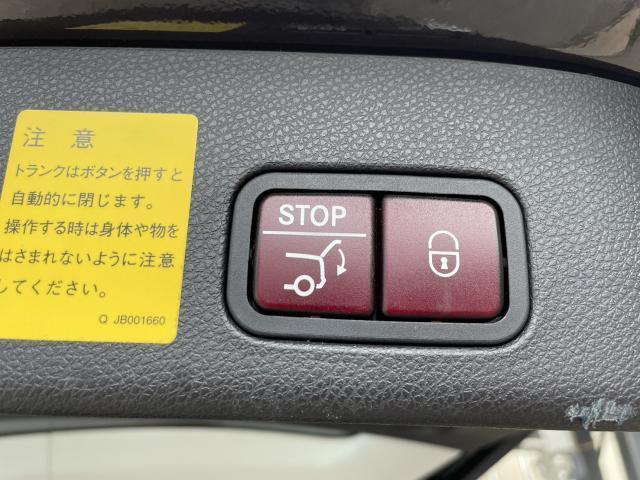 注 意
トランクはボタンを押すと
自動的に閉じます。
操作する時は身体や物を
はさまれないように注意
してください。
Q JB001660
STOP